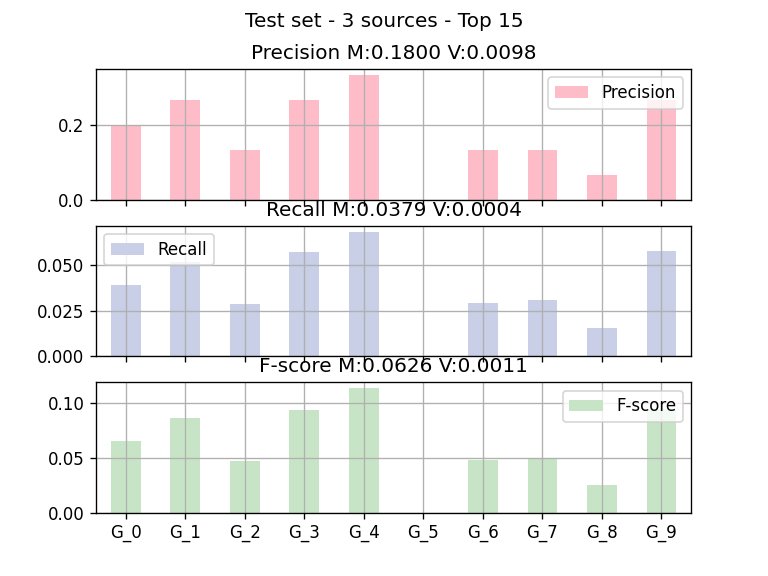 Test set - 3 sources - Top 15
Precision M:0.1800 V:0.0098
Precision
0.2
0.0
Recall M:0.0379 V:0.0004
Recall
0.050
0.025
0.000
F-score M:0.0626 V:0.0011
F-score
0.10
0.05
0.00
G_0 G_1 G_2 G_3 G_4 G_5 G_6 G_7 G_8 G_9